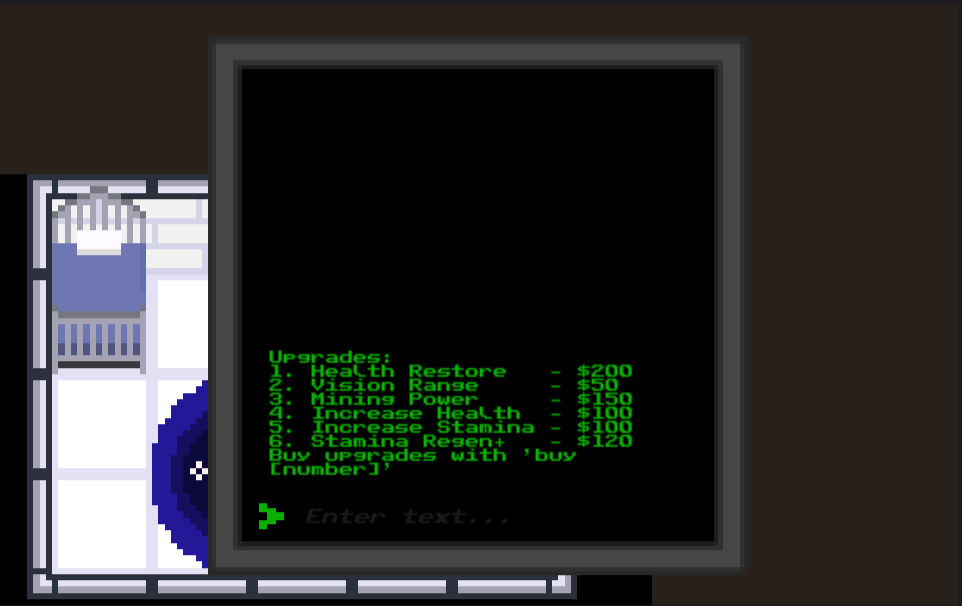 Upgrades:
1. Health Restore   - $200
2. Vision Range     - $50
3. Mining Power     - $150
4. Increase Health  - $100
5. Increase Stamina - $100
6. Stamina Regen+   - $120
Buy upgrades with 'buy
[number]'
Enter text...